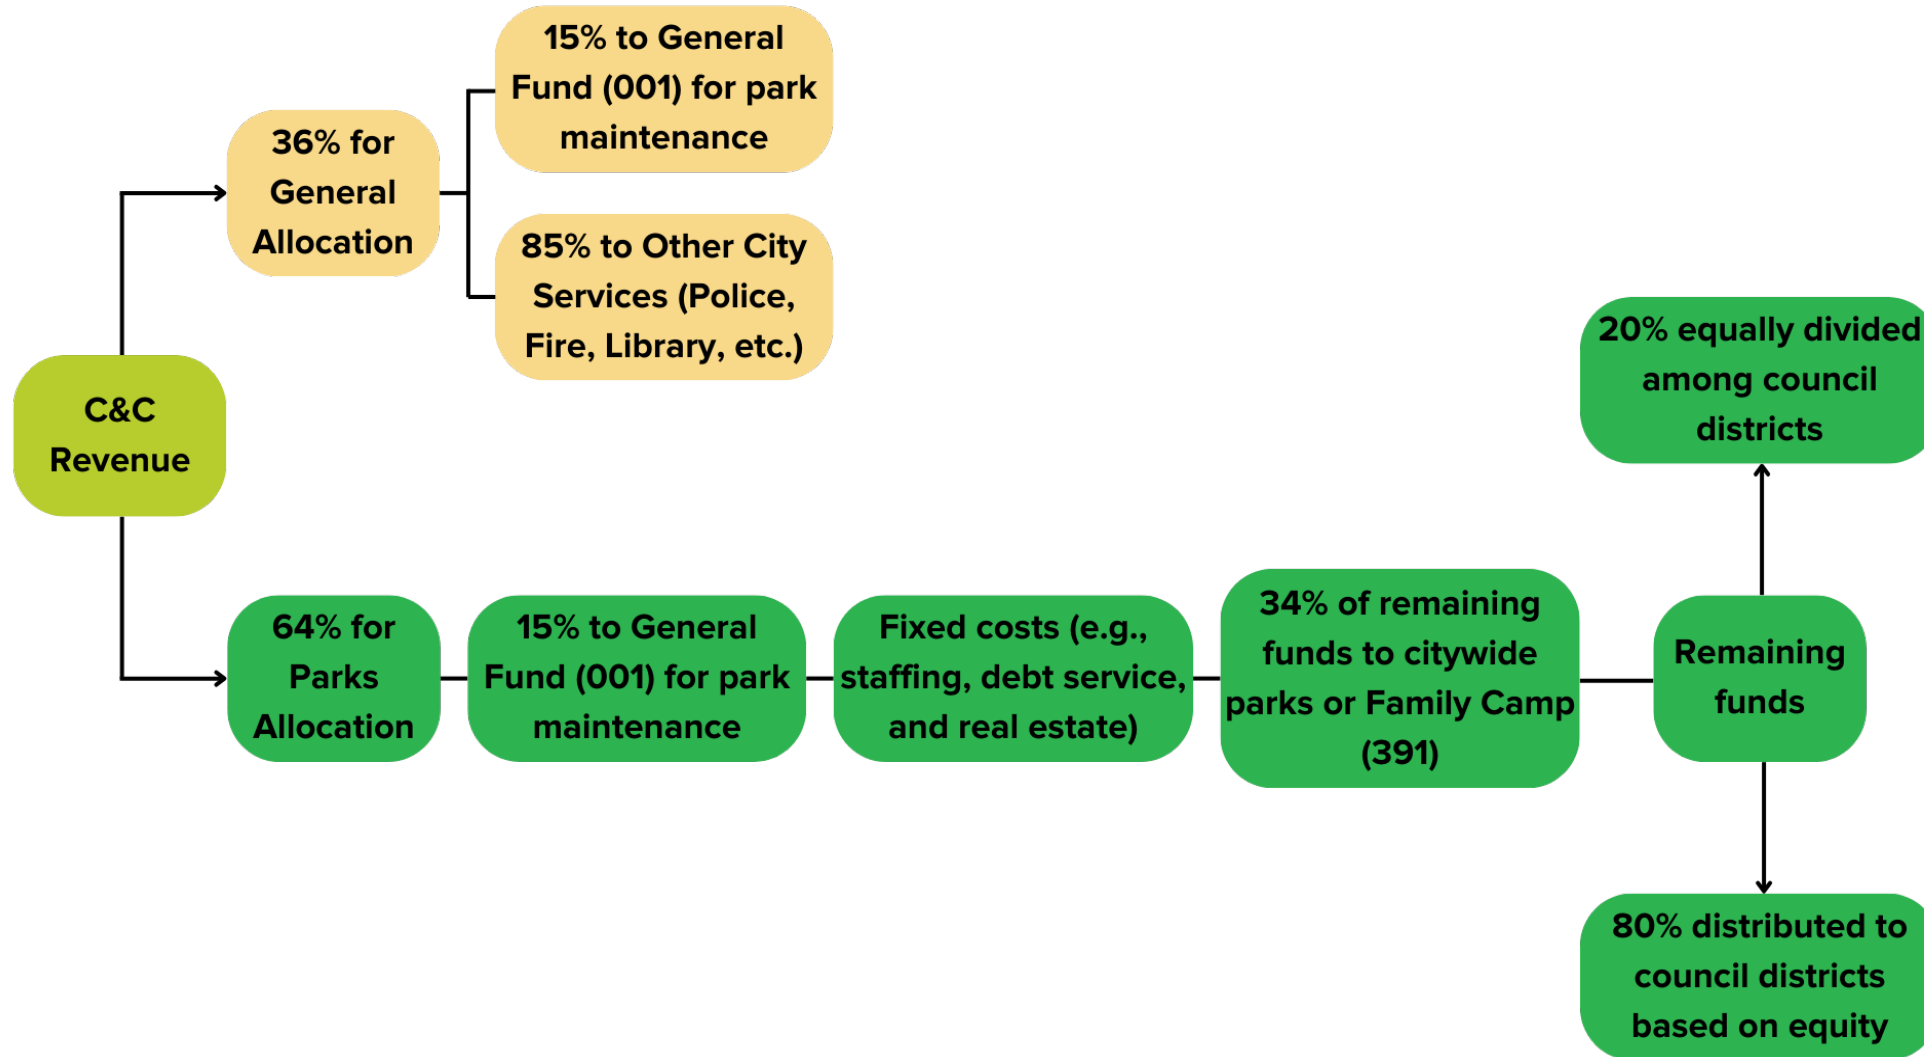 15% to General
Fund (001) for park
maintenance
36% for
General
Allocation
85% to Other City
Services (Police,
Fire, Library, etc.)
C&C
Revenue
20% equally divided
among council
districts
64% for
Parks
Allocation
15% to General
Fund (001) for park
maintenance
Fixed costs (e.g.,
staffing, debt service,
and real estate)
34% of remaining
funds to citywide
parks or Family Camp
(391)
Remaining
funds
80% distributed to
council districts
based on equity